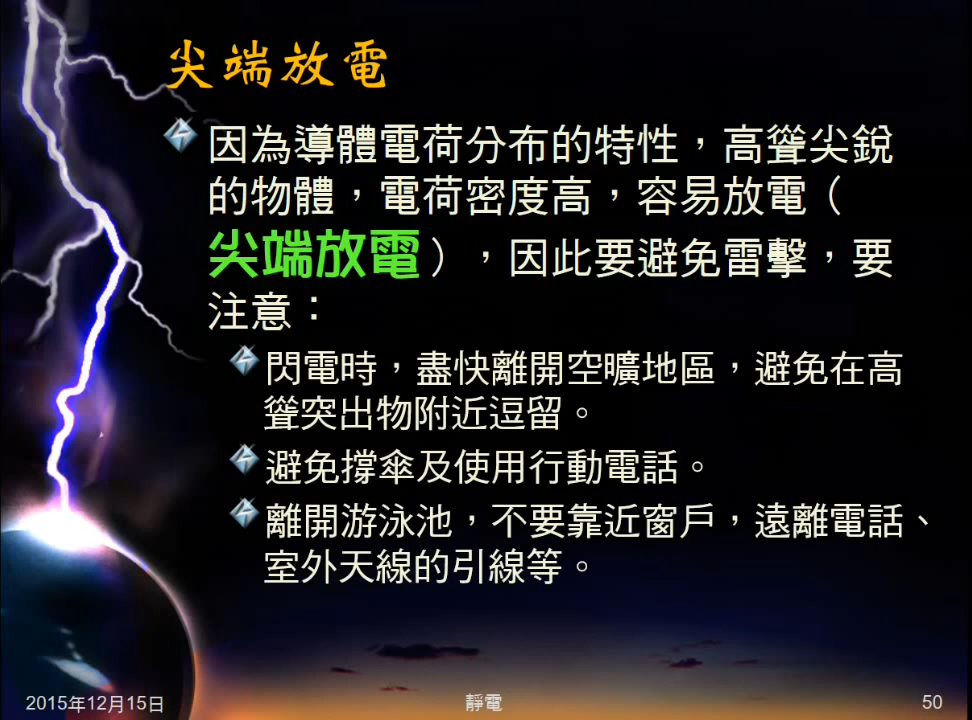 尖端放電
因為導體電荷分布的特性，高聳尖銳
的物體，電荷密度高，容易放電（
尖端放電），因此要避免雷擊，要
注意：
閃電時，盡快離開空曠地區，避免在高
聳突出物附近逗留。
避免撐傘及使用行動電話。
離開游泳池，不要靠近窗戶，遠離電話、
室外天線的引線等。
2015年12月15日
靜電
50